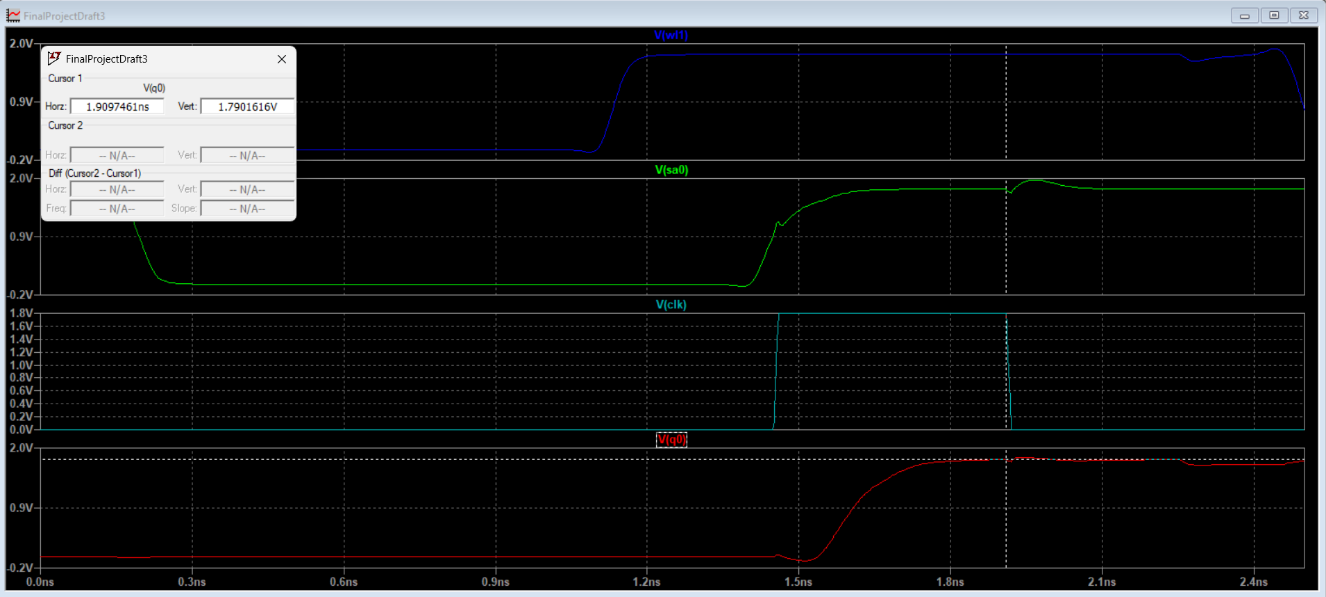 FinalProjectDraft3
V(wl1)
2.0V
0.9V
-0.2V
FinalProjectDraft3
Cursor 1
V(q0)
Horz: 1.9097461ns Vert: 1.7901616V
Cursor 2
Horz: -- N/A-- Vert: -- N/A--
Diff (Cursor2 - Cursor1)
Horz: -- N/A-- Vert: -- N/A--
Freq: -- N/A-- Slope: -- N/A--
V(sa0)
2.0V
0.9V
-0.2V
V(clk)
1.8V
1.6V
1.4V
1.2V
1.0V
0.8V
0.6V
0.4V
0.2V
0.0V
V(q0)
2.0V
0.9V
-0.2V
0.0ns 0.3ns 0.6ns 0.9ns 1.2ns 1.5ns 1.8ns 2.1ns 2.4ns